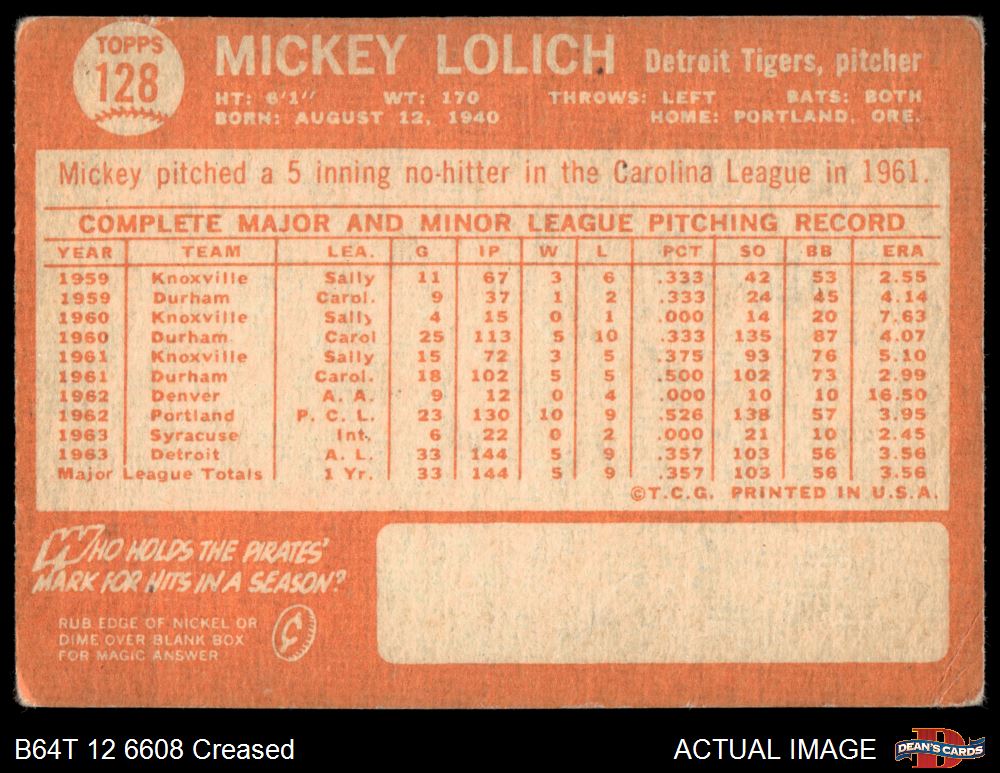 TOPPS
128
MICKEY LOLICH Detroit Tigers, pitcher
HT: 6'1" WT: 170 THROWS: LEFT BATS: BOTH
BORN: AUGUST 12, 1940 HOME: PORTLAND, ORE.
Mickey pitched a 5 inning no-hitter in the Carolina League in 1961.
COMPLETE MAJOR AND MINOR LEAGUE PITCHING RECORD
YEAR TEAM LEA. G IP W L PCT SO BB ERA
1959 Knoxville Sally 11 67 3 6 .333 42 53 2.55
1959 Durham Carol. 9 37 1 2 .333 24 45 4.14
1960 Knoxville Sally 4 15 0 1 .000 14 20 7.63
1960 Durham Carol 25 113 5 10 .333 135 87 4.07
1961 Knoxville Sally 15 72 3 5 .375 93 76 5.10
1961 Durham Carol. 18 102 5 5 .500 102 73 2.99
1962 Denver A. A. 9 12 0 4 .000 10 10 16.50
1962 Portland P. C. L. 23 130 10 9 .526 138 57 3.95
1963 Syracuse Int. 6 22 0 2 .000 21 10 2.45
1963 Detroit A. L. 33 144 5 9 .357 103 56 3.56
Major League Totals 1 Yr. 33 144 5 9 .357 103 56 3.56
©T.C.G. PRINTED IN U.S.A.
WHO HOLDS THE PIRATES'
MARK FOR HITS IN A SEASON?
RUB EDGE OF NICKEL OR
DIME OVER BLANK BOX
FOR MAGIC ANSWER
¢
B64T 12 6608 Creased ACTUAL IMAGE
D
DEAN'S CARDS